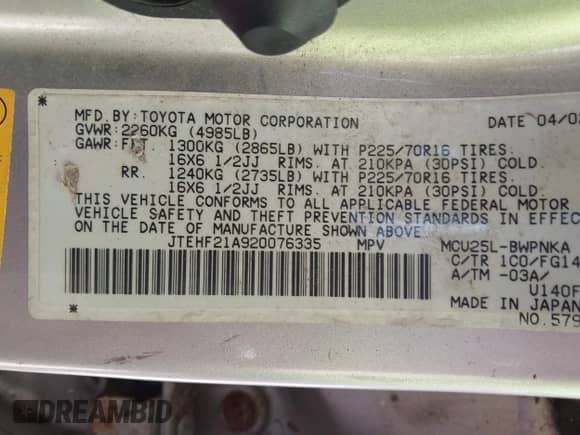 MFD.BY:TOYOTA MOTOR CORPORATION DATE 04/0
GVWR:2260KG (4985LB)
GAWR:FRT. 1300KG (2865LB) WITH P225/70R16 TIRES.
16X6 1/2JJ RIMS. AT 210KPA (30PSI) COLD.
RR. 1240KG (2735LB) WITH P225/70R16 TIRES.
16X6 1/2JJ RIMS. AT 210KPA (30PSI) COLD.
THIS VEHICLE CONFORMS TO ALL APPLICABLE FEDERAL MOTOR
VEHICLE SAFETY AND THEFT PREVENTION STANDARDS IN EFFEC
ON THE DATE OF MANUFACTURE SHOWN ABOVE.
JTEHF21A920076335 MPV MCU25L-BWPNKA
C/TR 1C0/FG14
A/TM -03A/
U140F
MADE IN JAPAN
NO.579
DREAMBID